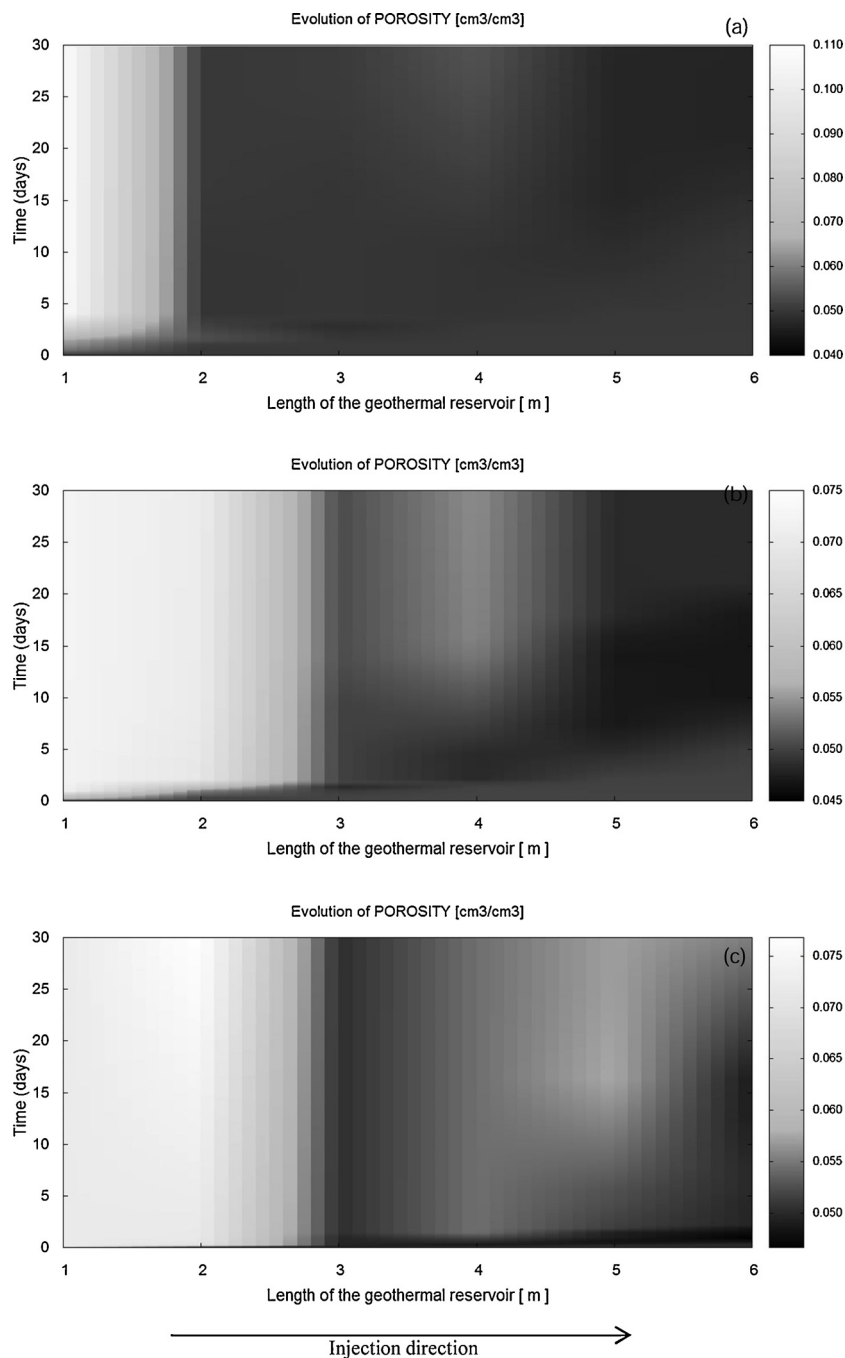 Evolution of POROSITY [cm3/cm3]
(a)
30
25
20
15
10
5
0
Time (days)
1 2 3 4 5 6
Length of the geothermal reservoir [ m ]
0.110
0.100
0.090
0.080
0.070
0.060
0.050
0.040
Evolution of POROSITY [cm3/cm3]
(b)
30
25
20
15
10
5
0
Time (days)
1 2 3 4 5 6
Length of the geothermal reservoir [ m ]
0.075
0.070
0.065
0.060
0.055
0.050
0.045
Evolution of POROSITY [cm3/cm3]
(c)
30
25
20
15
10
5
0
Time (days)
1 2 3 4 5 6
Length of the geothermal reservoir [ m ]
0.075
0.070
0.065
0.060
0.055
0.050
Injection direction